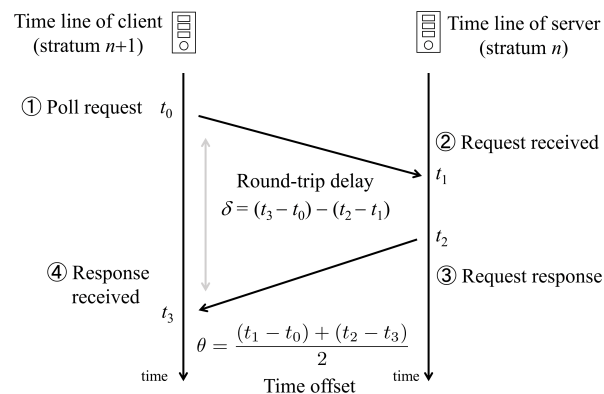 Time line of client
(stratum n+1)
Time line of server
(stratum n)
① Poll request
t₀
② Request received
t₁
Round-trip delay
δ = (t₃ − t₀) − (t₂ − t₁)
t₂
③ Request response
④ Response
received
t₃
θ = ((t₁ − t₀) + (t₂ − t₃)) / 2
time
Time offset
time